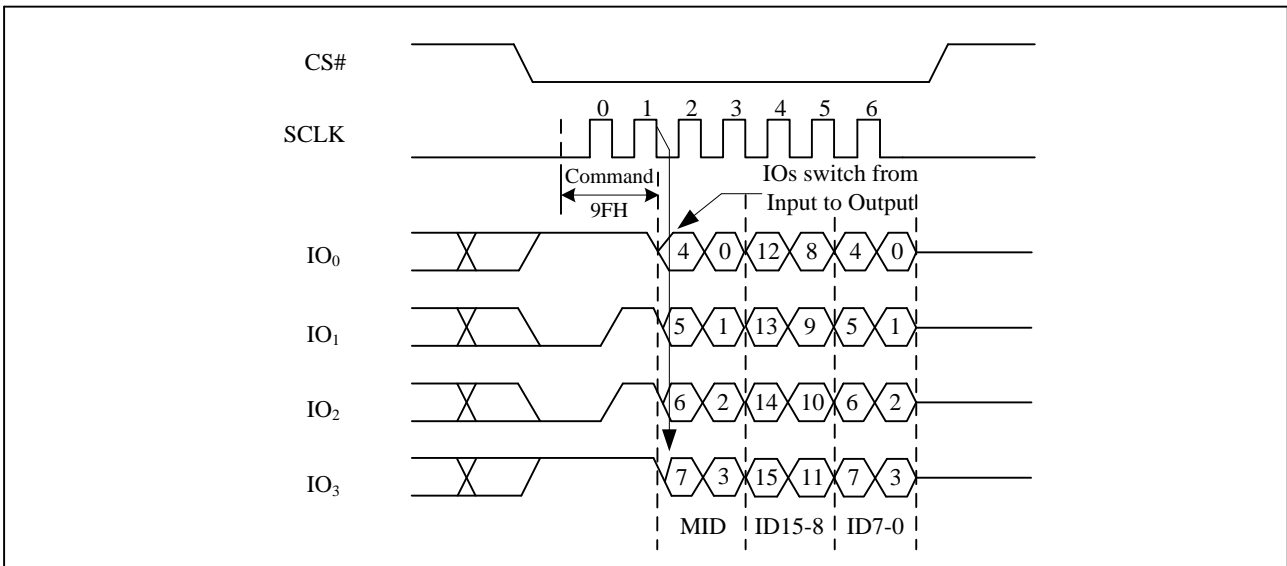 CS#
0 1 2 3 4 5 6
SCLK
Command
9FH
IOs switch from
Input to Output
IO₀ 4 0 12 8 4 0
IO₁ 5 1 13 9 5 1
IO₂ 6 2 14 10 6 2
IO₃ 7 3 15 11 7 3
MID ID15-8 ID7-0